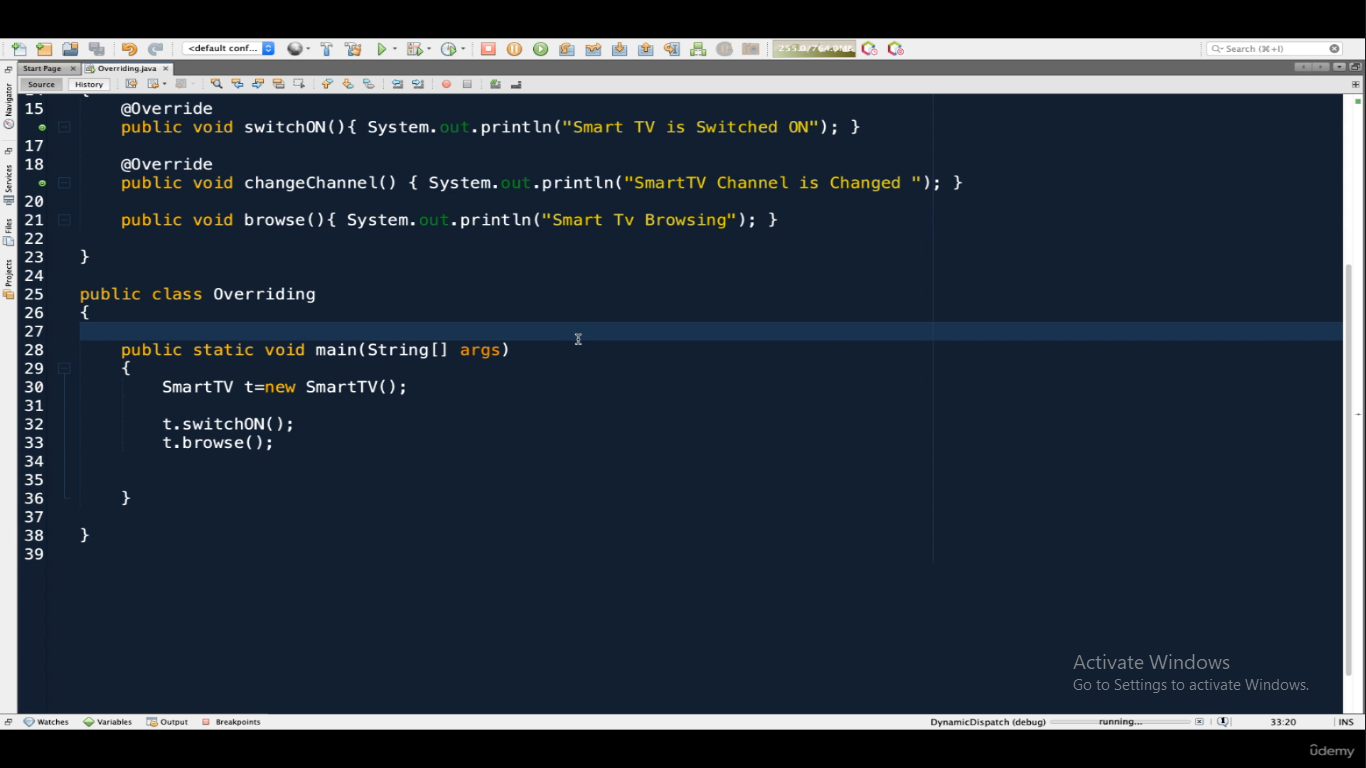 <default conf...
255.0/764.0MB
Search (⌘+I)
Start Page
Overriding.java
Source
History
Navigator
Services
Files
Projects
15 @Override
public void switchON(){ System.out.println("Smart TV is Switched ON"); }
17
18 @Override
public void changeChannel() { System.out.println("SmartTV Channel is Changed "); }
20
21 public void browse(){ System.out.println("Smart Tv Browsing"); }
22
23 }
24
25 public class Overriding
26 {
27
28 public static void main(String[] args)
29 {
30 SmartTV t=new SmartTV();
31
32 t.switchON();
33 t.browse();
34
35
36 }
37
38 }
39
Activate Windows
Go to Settings to activate Windows.
Watches Variables Output Breakpoints DynamicDispatch (debug) running... 33:20 INS
ûdemy